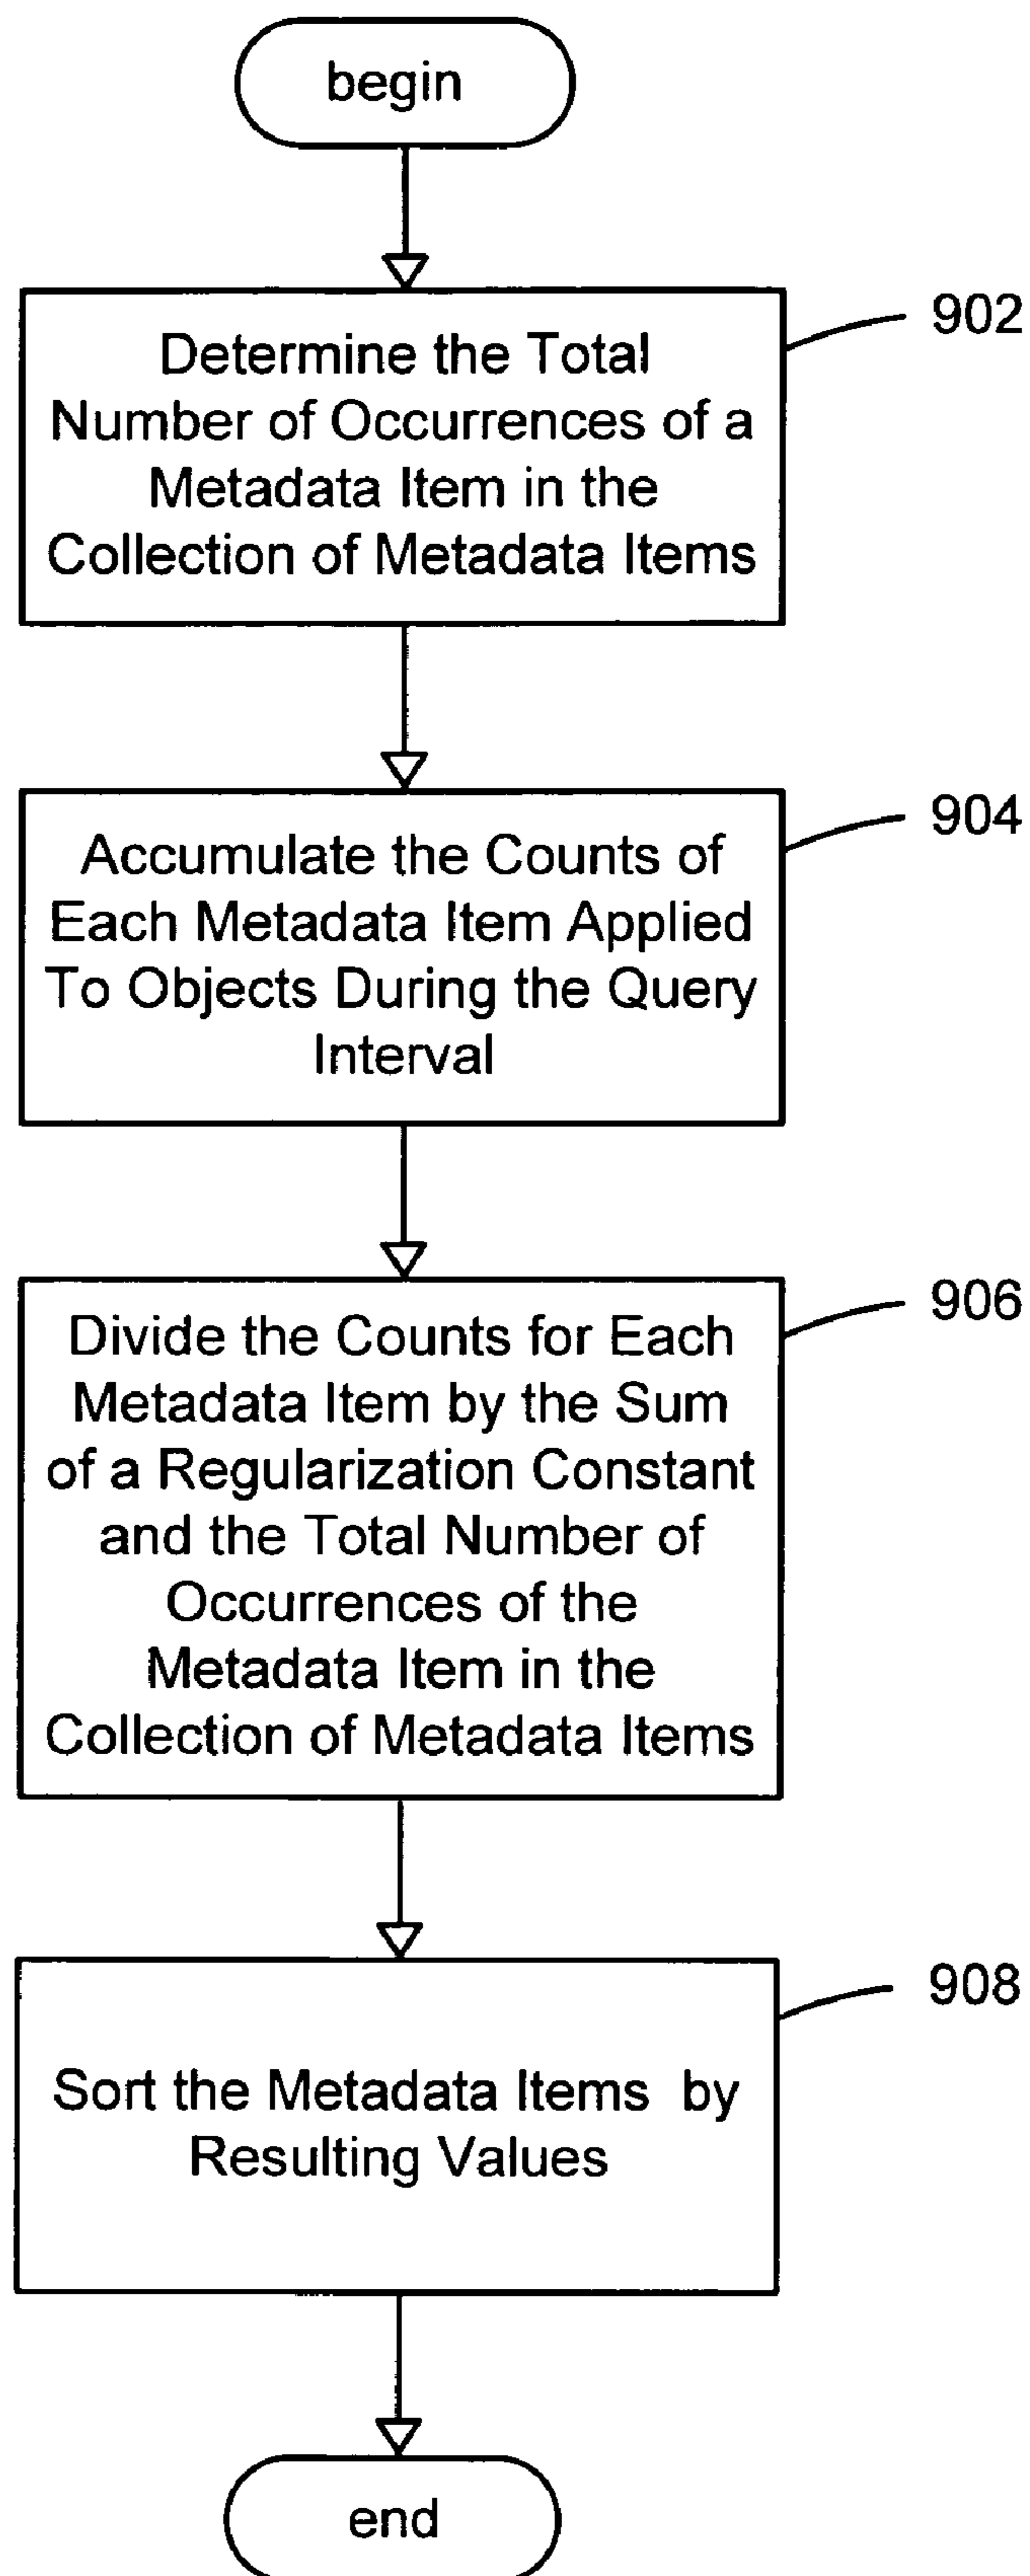 begin
902
Determine the Total
Number of Occurrences of a
Metadata Item in the
Collection of Metadata Items
904
Accumulate the Counts of
Each Metadata Item Applied
To Objects During the Query
Interval
906
Divide the Counts for Each
Metadata Item by the Sum
of a Regularization Constant
and the Total Number of
Occurrences of the
Metadata Item in the
Collection of Metadata Items
908
Sort the Metadata Items by
Resulting Values
end